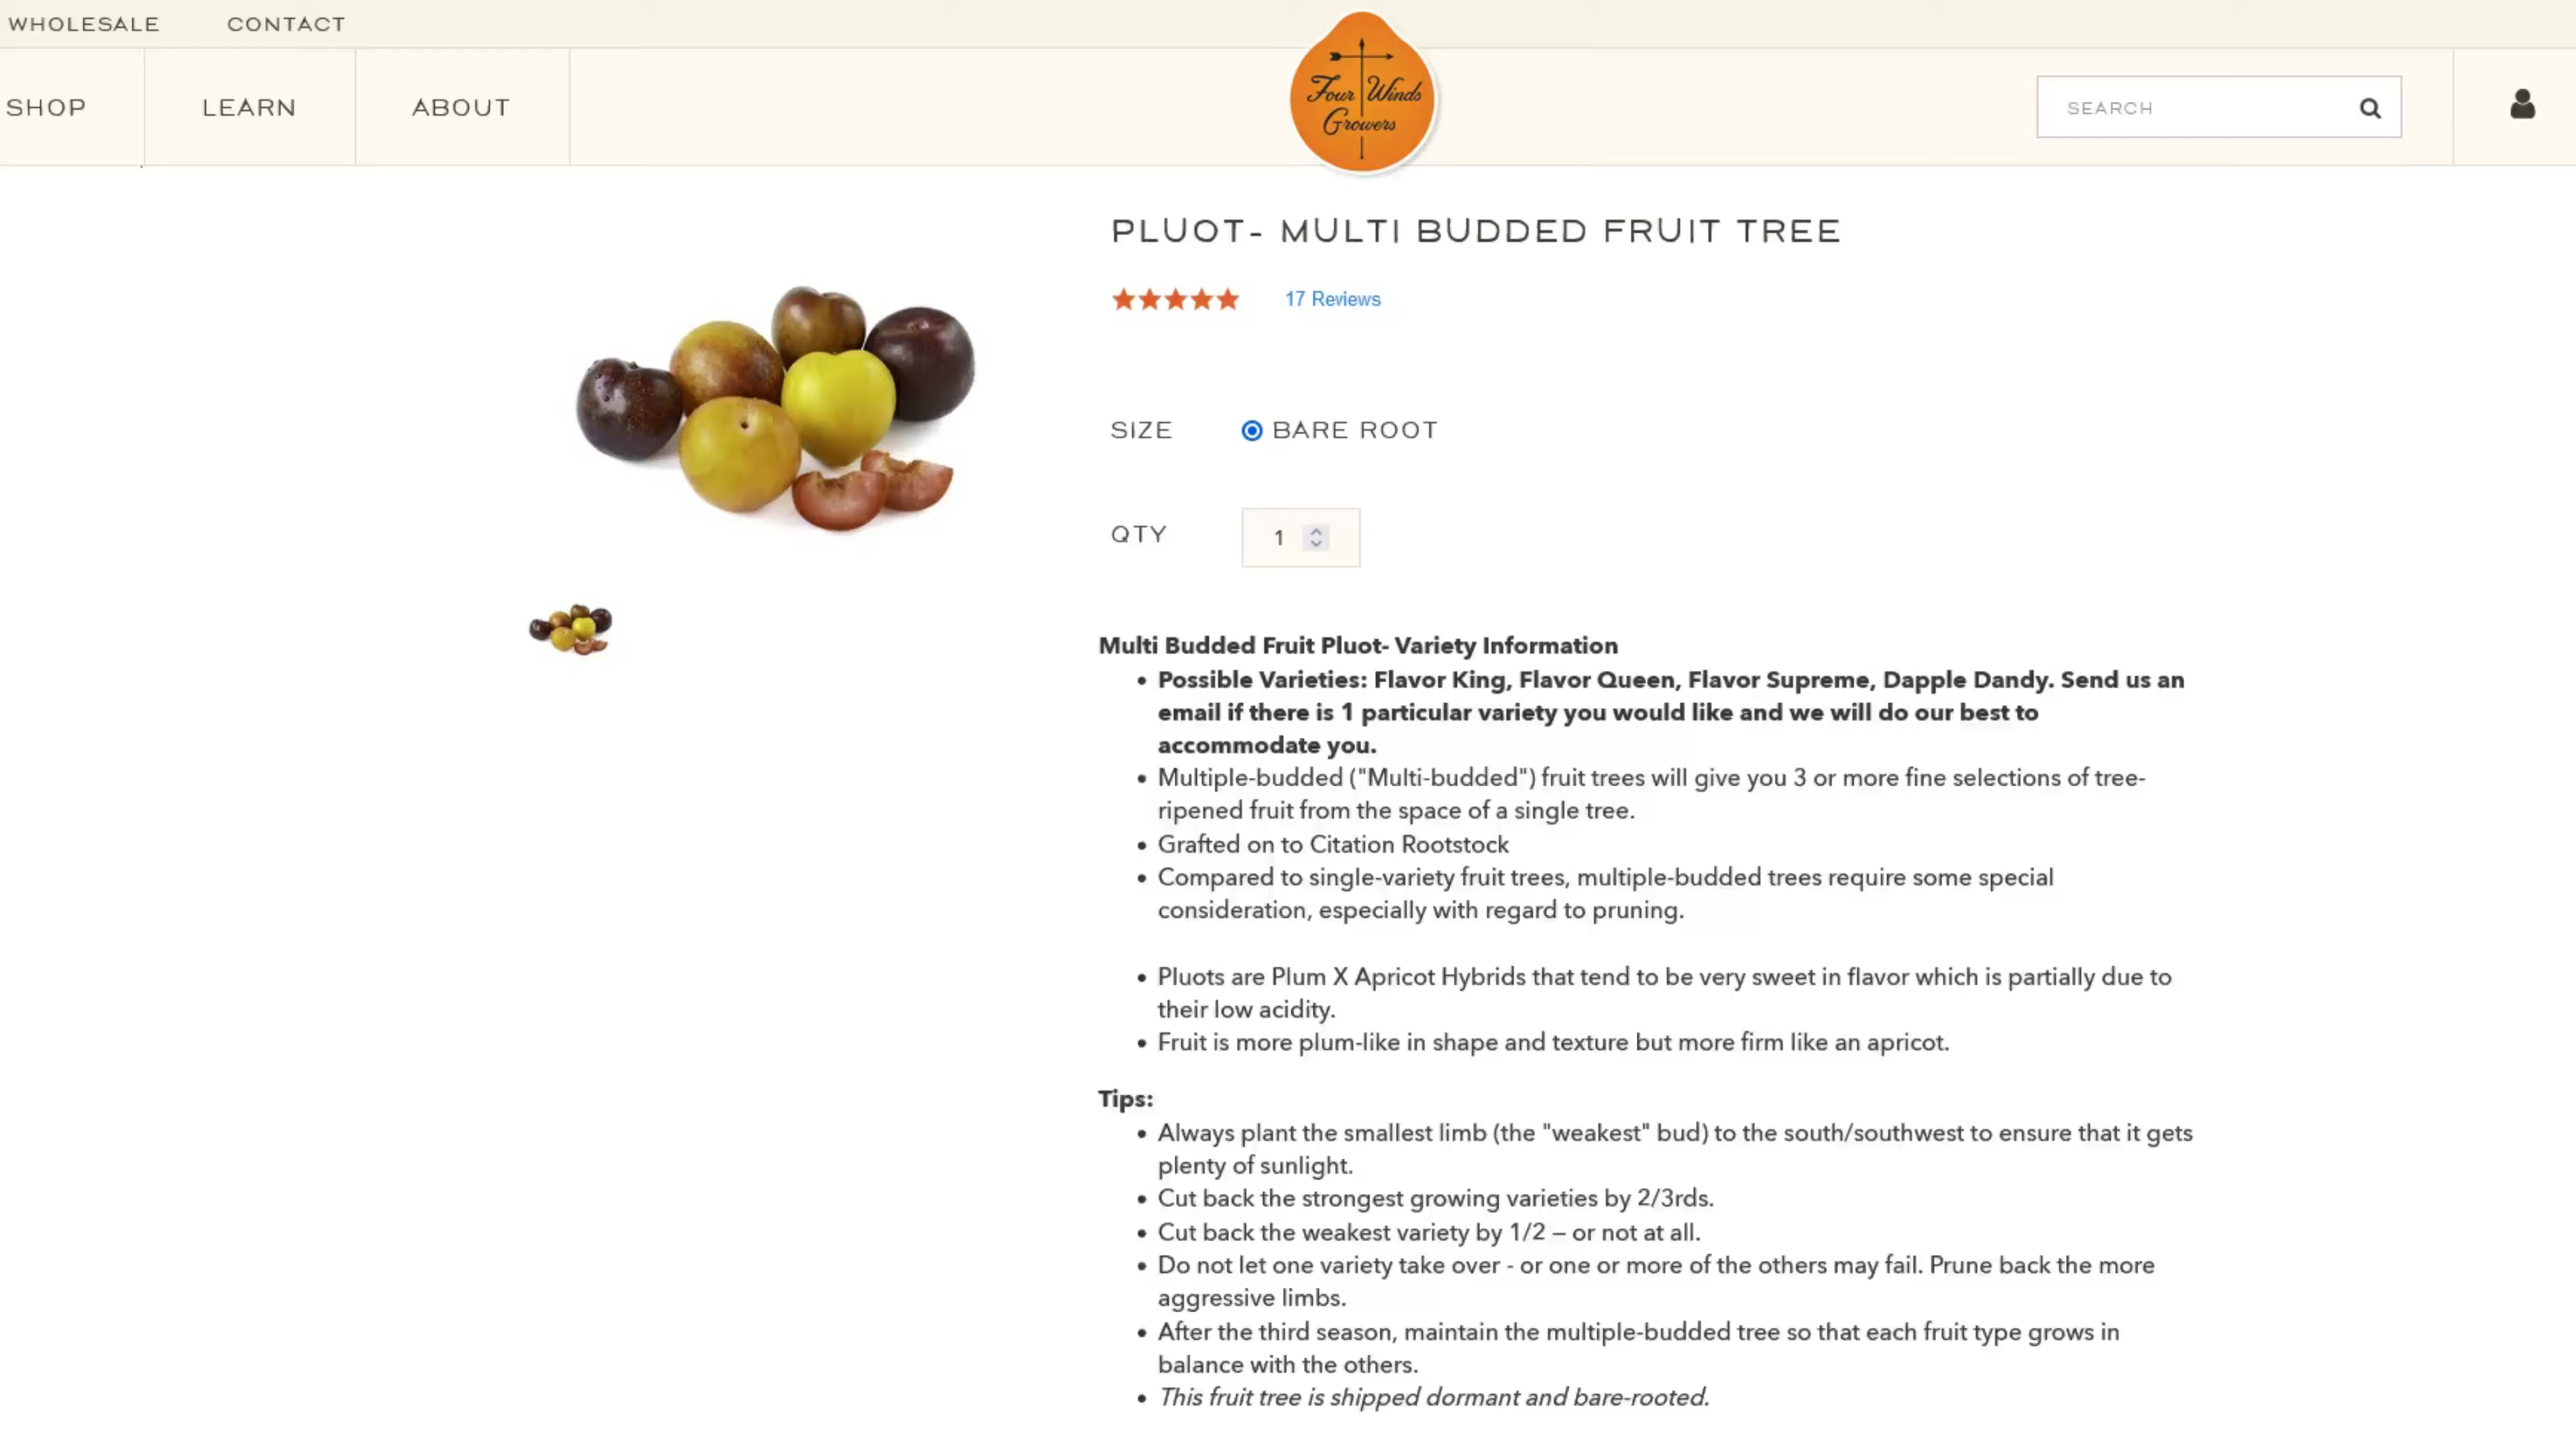 WHOLESALE CONTACT
SHOP LEARN ABOUT
Four Winds
Growers
SEARCH
PLUOT- MULTI BUDDED FRUIT TREE
17 Reviews
SIZE BARE ROOT
QTY 1
Multi Budded Fruit Pluot- Variety Information
• Possible Varieties: Flavor King, Flavor Queen, Flavor Supreme, Dapple Dandy. Send us an
email if there is 1 particular variety you would like and we will do our best to
accommodate you.
• Multiple-budded ("Multi-budded") fruit trees will give you 3 or more fine selections of tree-
ripened fruit from the space of a single tree.
• Grafted on to Citation Rootstock
• Compared to single-variety fruit trees, multiple-budded trees require some special
consideration, especially with regard to pruning.
• Pluots are Plum X Apricot Hybrids that tend to be very sweet in flavor which is partially due to
their low acidity.
• Fruit is more plum-like in shape and texture but more firm like an apricot.
Tips:
• Always plant the smallest limb (the "weakest" bud) to the south/southwest to ensure that it gets
plenty of sunlight.
• Cut back the strongest growing varieties by 2/3rds.
• Cut back the weakest variety by 1/2 – or not at all.
• Do not let one variety take over - or one or more of the others may fail. Prune back the more
aggressive limbs.
• After the third season, maintain the multiple-budded tree so that each fruit type grows in
balance with the others.
• This fruit tree is shipped dormant and bare-rooted.